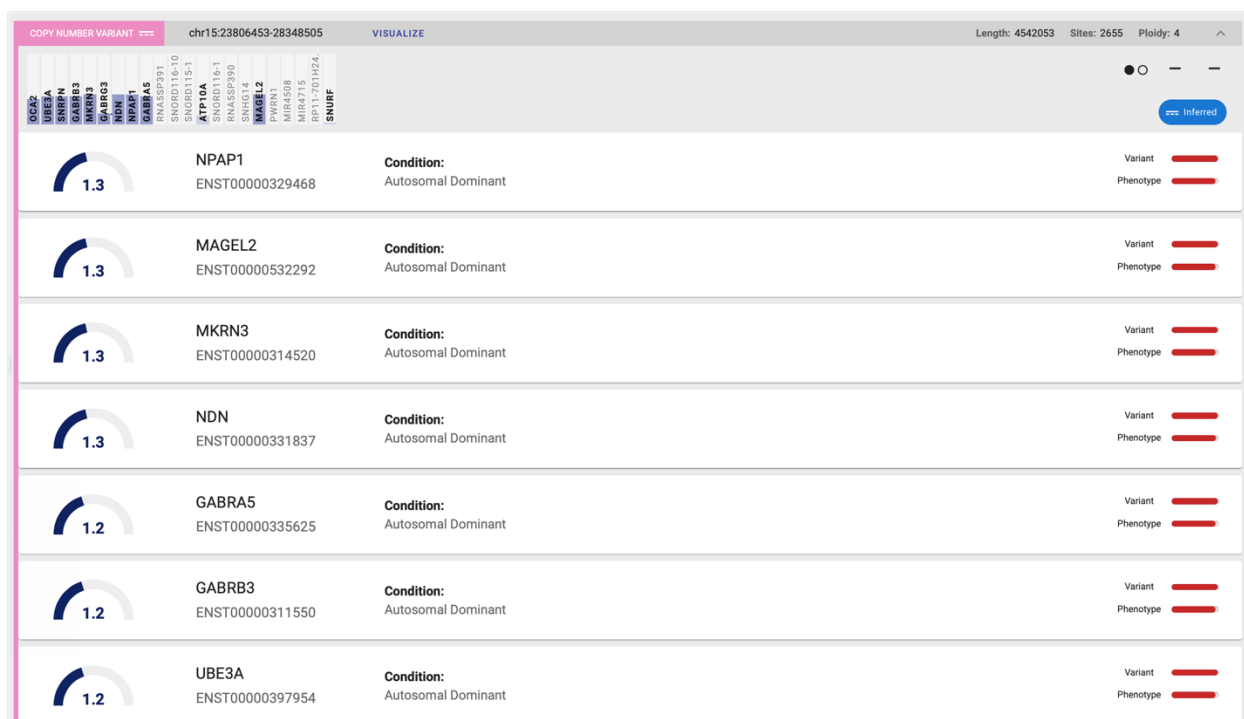 COPY NUMBER VARIANT
chr15:23806453-28348505
VISUALIZE
Length: 4542053 Sites: 2655 Ploidy: 4
OCA2
UBE3A
SNRPN
GABRB3
MKRN3
GABRG3
NDN
NPAP1
GABRA5
RNA5SP391
SNORD116-10
SNORD115-1
ATP10A
SNORD116-1
RNA5SP390
SNHG14
MAGEL2
PWRN1
MIR4508
MIR4715
RP11-701H24.
SNURF
Inferred
1.3
NPAP1
ENST00000329468
Condition:
Autosomal Dominant
Variant
Phenotype
1.3
MAGEL2
ENST00000532292
Condition:
Autosomal Dominant
Variant
Phenotype
1.3
MKRN3
ENST00000314520
Condition:
Autosomal Dominant
Variant
Phenotype
1.3
NDN
ENST00000331837
Condition:
Autosomal Dominant
Variant
Phenotype
1.2
GABRA5
ENST00000335625
Condition:
Autosomal Dominant
Variant
Phenotype
1.2
GABRB3
ENST00000311550
Condition:
Autosomal Dominant
Variant
Phenotype
1.2
UBE3A
ENST00000397954
Condition:
Autosomal Dominant
Variant
Phenotype